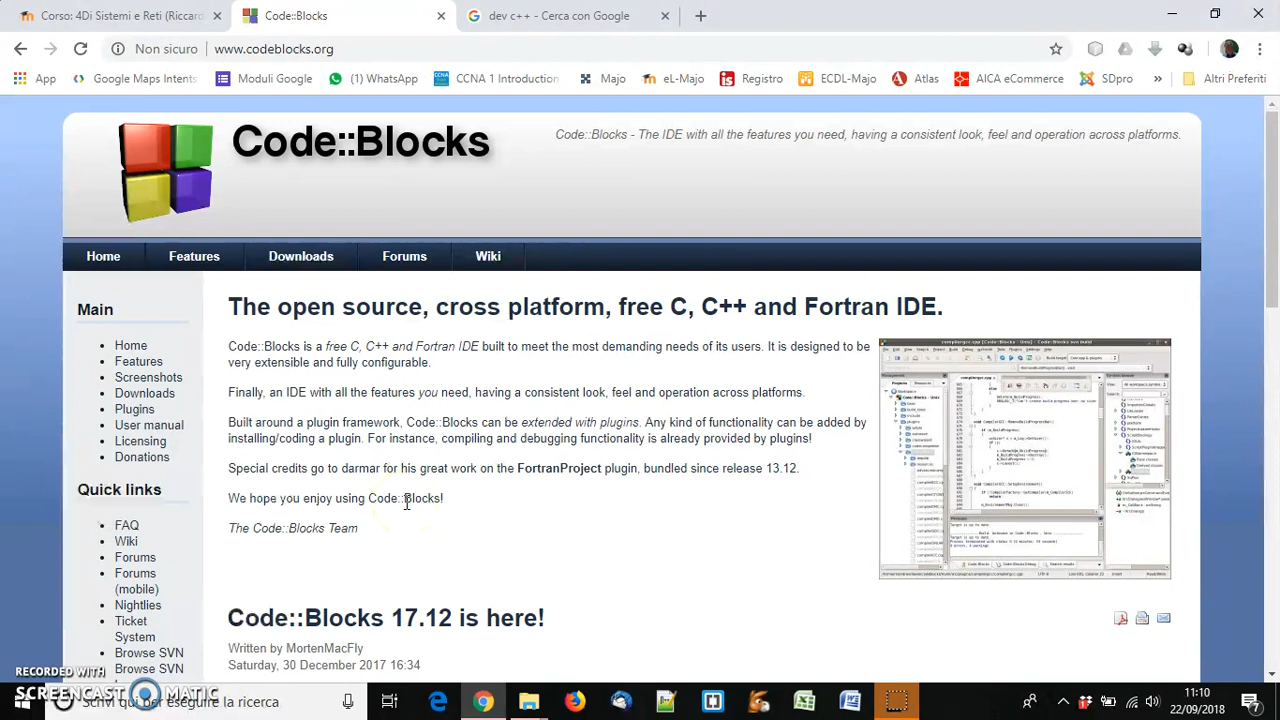 Corso: 4Di Sistemi e Reti (Riccard
Code::Blocks
dev c++ - Cerca con Google
Non sicuro
www.codeblocks.org
App
Google Maps Intents
Moduli Google
(1) WhatsApp
CCNA 1 Introduction
Majo
eL-Majo
Registro
ECDL-Majo
Atlas
AICA eCommerce
SDpro
»
Altri Preferiti
Code::Blocks
Code::Blocks - The IDE with all the features you need, having a consistent look, feel and operation across platforms.
Home
Features
Downloads
Forums
Wiki
Main
Home
Features
Screenshots
Downloads
Plugins
User manual
Licensing
Donations
Quick links
FAQ
Wiki
Forums
Forums
(mobile)
Nightlies
Ticket
System
Browse SVN
Browse SVN
The open source, cross platform, free C, C++ and Fortran IDE.
Code::Blocks is a free C, C++ and Fortran IDE built to meet the most demanding needs of its users. It is designed to be
very extensible and fully configurable.
Finally, an IDE with all the features you need, having a consistent look, feel and operation across platforms.
Built around a plugin framework, Code::Blocks can be extended with plugins. Any kind of functionality can be added by
installing/coding a plugin. For instance, compiling and debugging functionality is already provided by plugins!
Special credits go to darmar for his great work on the FortranProject plugin, bundled since release 13.12.
We hope you enjoy using Code::Blocks!
The Code::Blocks Team
Code::Blocks 17.12 is here!
Written by MortenMacFly
Saturday, 30 December 2017 16:34
RECORDED WITH
SCREENCAST MATIC
Scrivi qui per eseguire la ricerca
11:10
22/09/2018
7